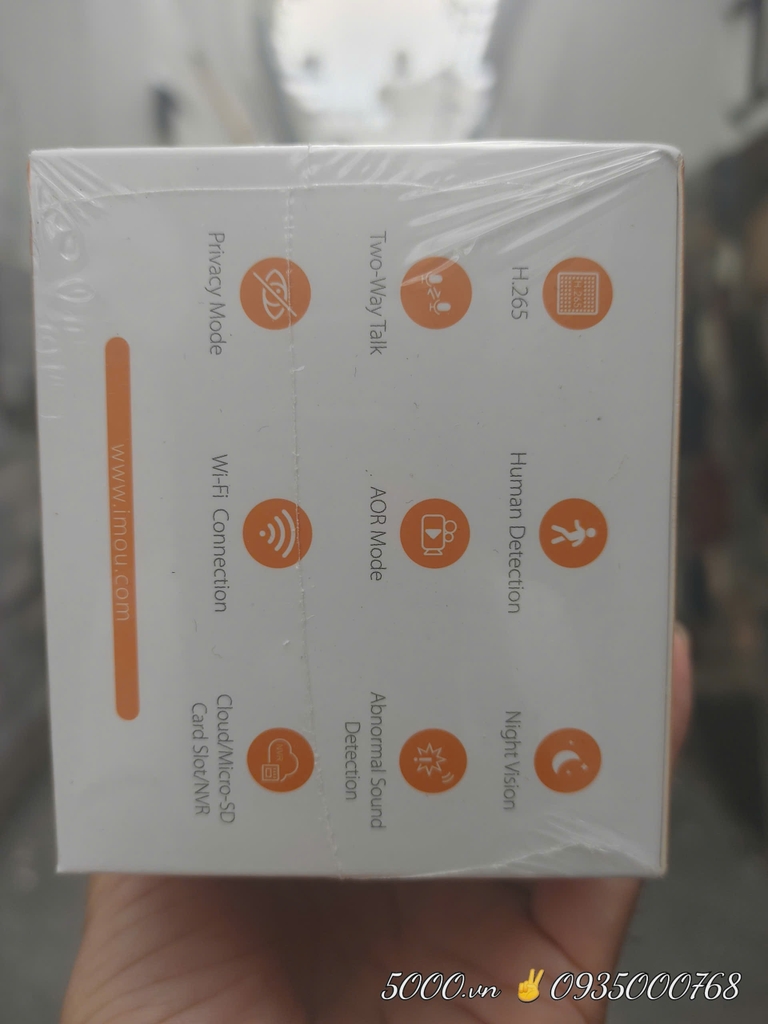 H.265
Human Detection
Night Vision
Two-Way Talk
AOR Mode
Abnormal Sound
Detection
Privacy Mode
Wi-Fi Connection
Cloud/Micro-SD
Card Slot/NVR
www.imou.com
5000.vn ✌ 0935000768